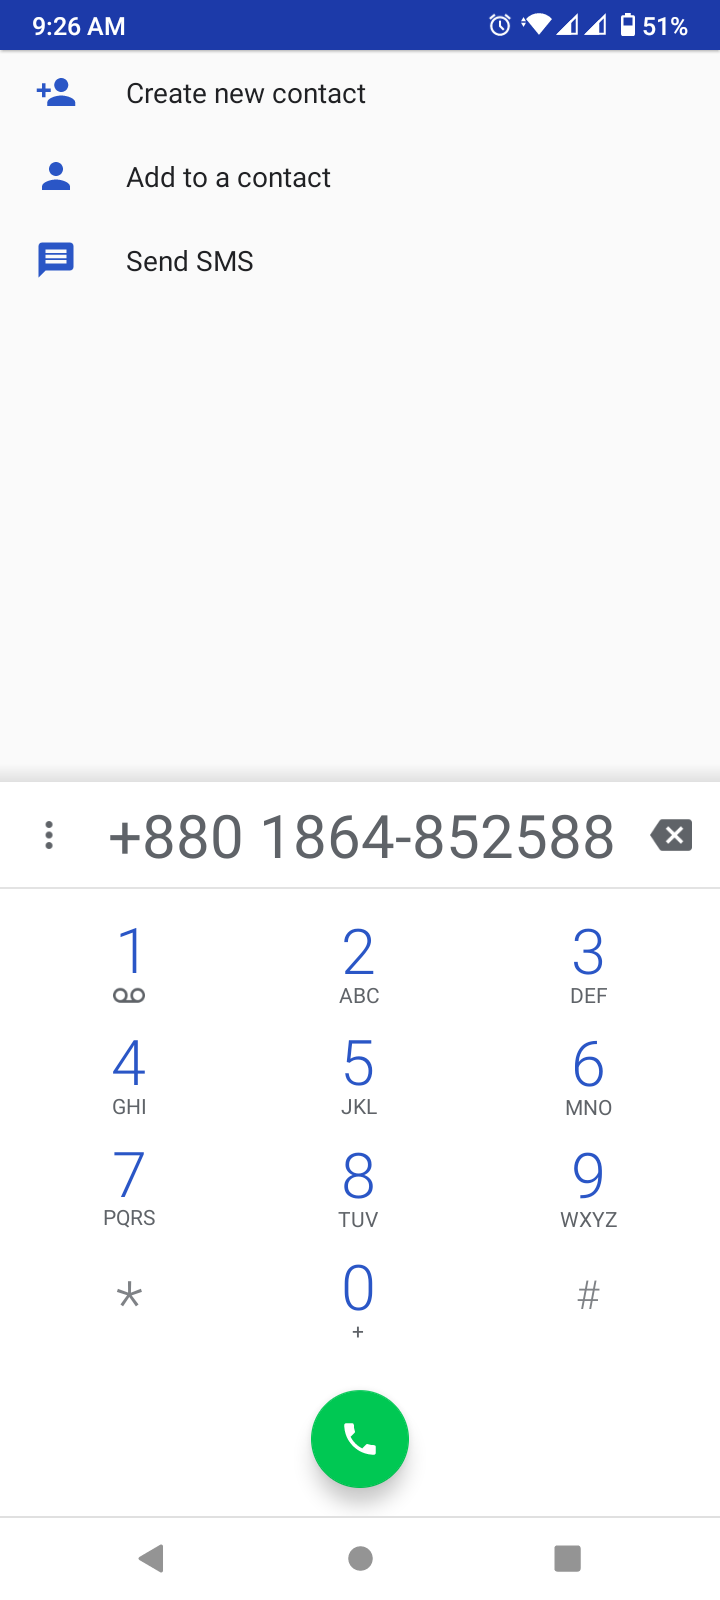 9:26 AM 51%
Create new contact
Add to a contact
Send SMS
+880 1864-852588
1 2 3
ABC DEF
4 5 6
GHI JKL MNO
7 8 9
PQRS TUV WXYZ
* 0 #
+